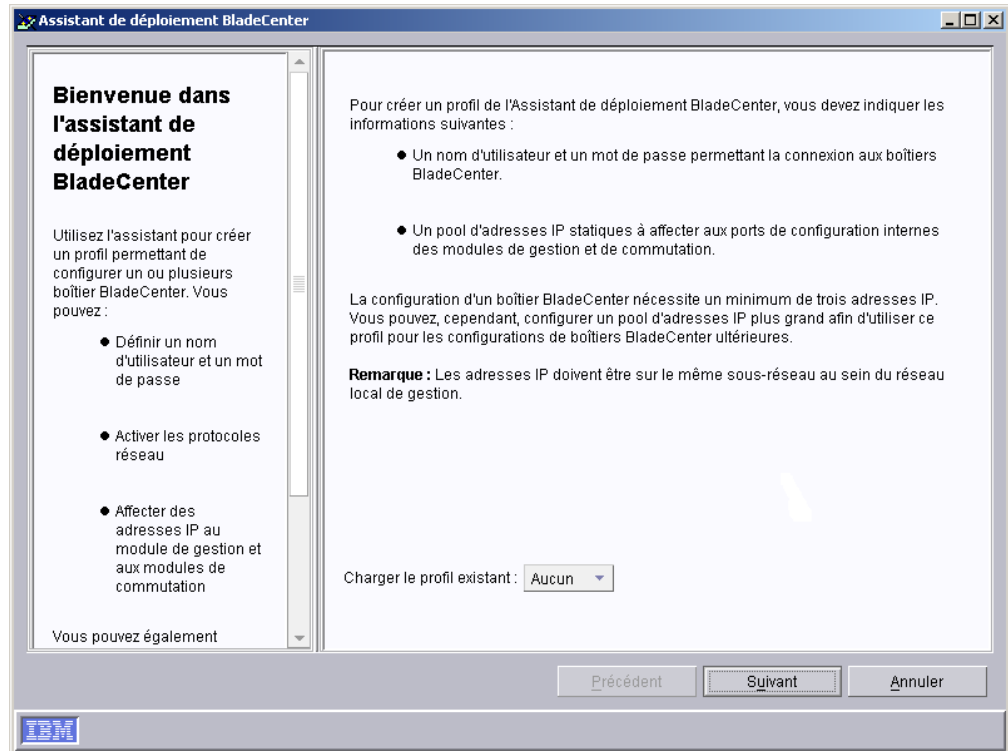 Assistant de déploiement BladeCenter
Bienvenue dans
l'assistant de
déploiement
BladeCenter
Utilisez l'assistant pour créer
un profil permettant de
configurer un ou plusieurs
boîtier BladeCenter. Vous
pouvez :
● Définir un nom
d'utilisateur et un mot
de passe
● Activer les protocoles
réseau
● Affecter des
adresses IP au
module de gestion et
aux modules de
commutation
Vous pouvez également
Pour créer un profil de l'Assistant de déploiement BladeCenter, vous devez indiquer les
informations suivantes :
● Un nom d'utilisateur et un mot de passe permettant la connexion aux boîtiers
BladeCenter.
● Un pool d'adresses IP statiques à affecter aux ports de configuration internes
des modules de gestion et de commutation.
La configuration d'un boîtier BladeCenter nécessite un minimum de trois adresses IP.
Vous pouvez, cependant, configurer un pool d'adresses IP plus grand afin d'utiliser ce
profil pour les configurations de boîtiers BladeCenter ultérieures.
Remarque : Les adresses IP doivent être sur le même sous-réseau au sein du réseau
local de gestion.
Charger le profil existant : Aucun
Précédent Suivant Annuler
IBM